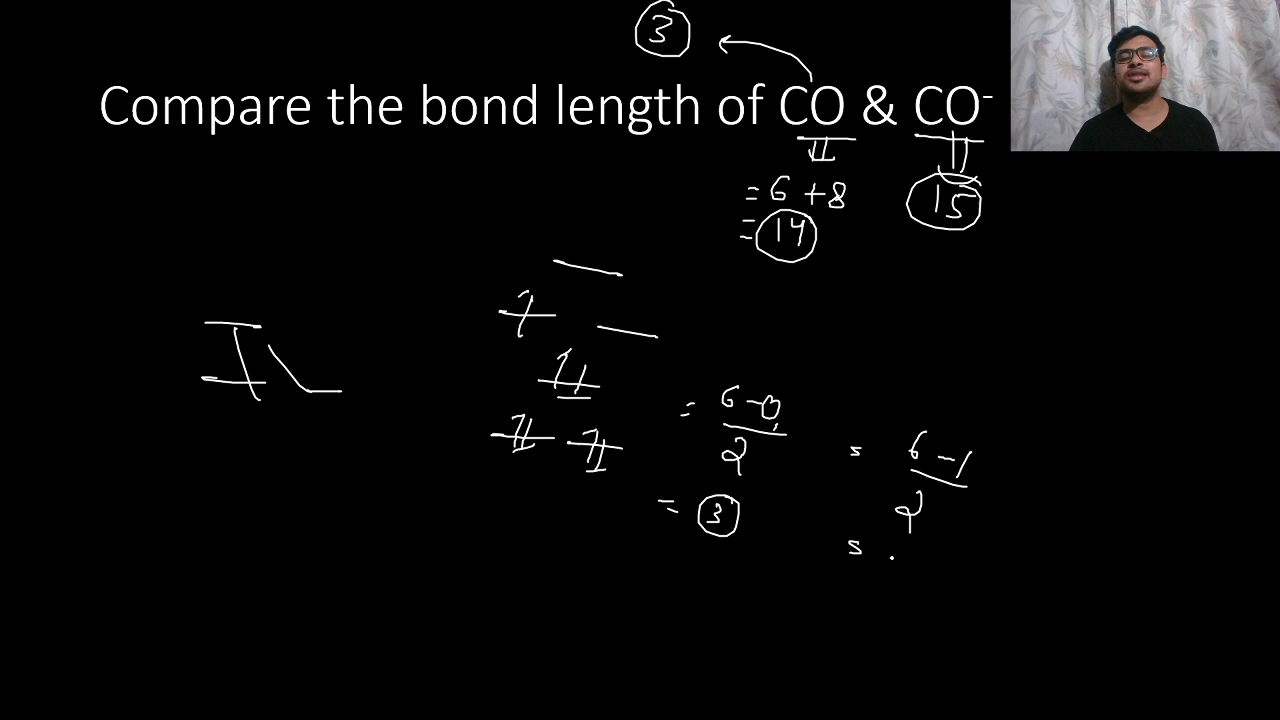 3
Compare the bond length of CO & CO-
= 6 + 8
= 14
15
= 6 - 0
2
= 3
= 6 - 1
2
= .